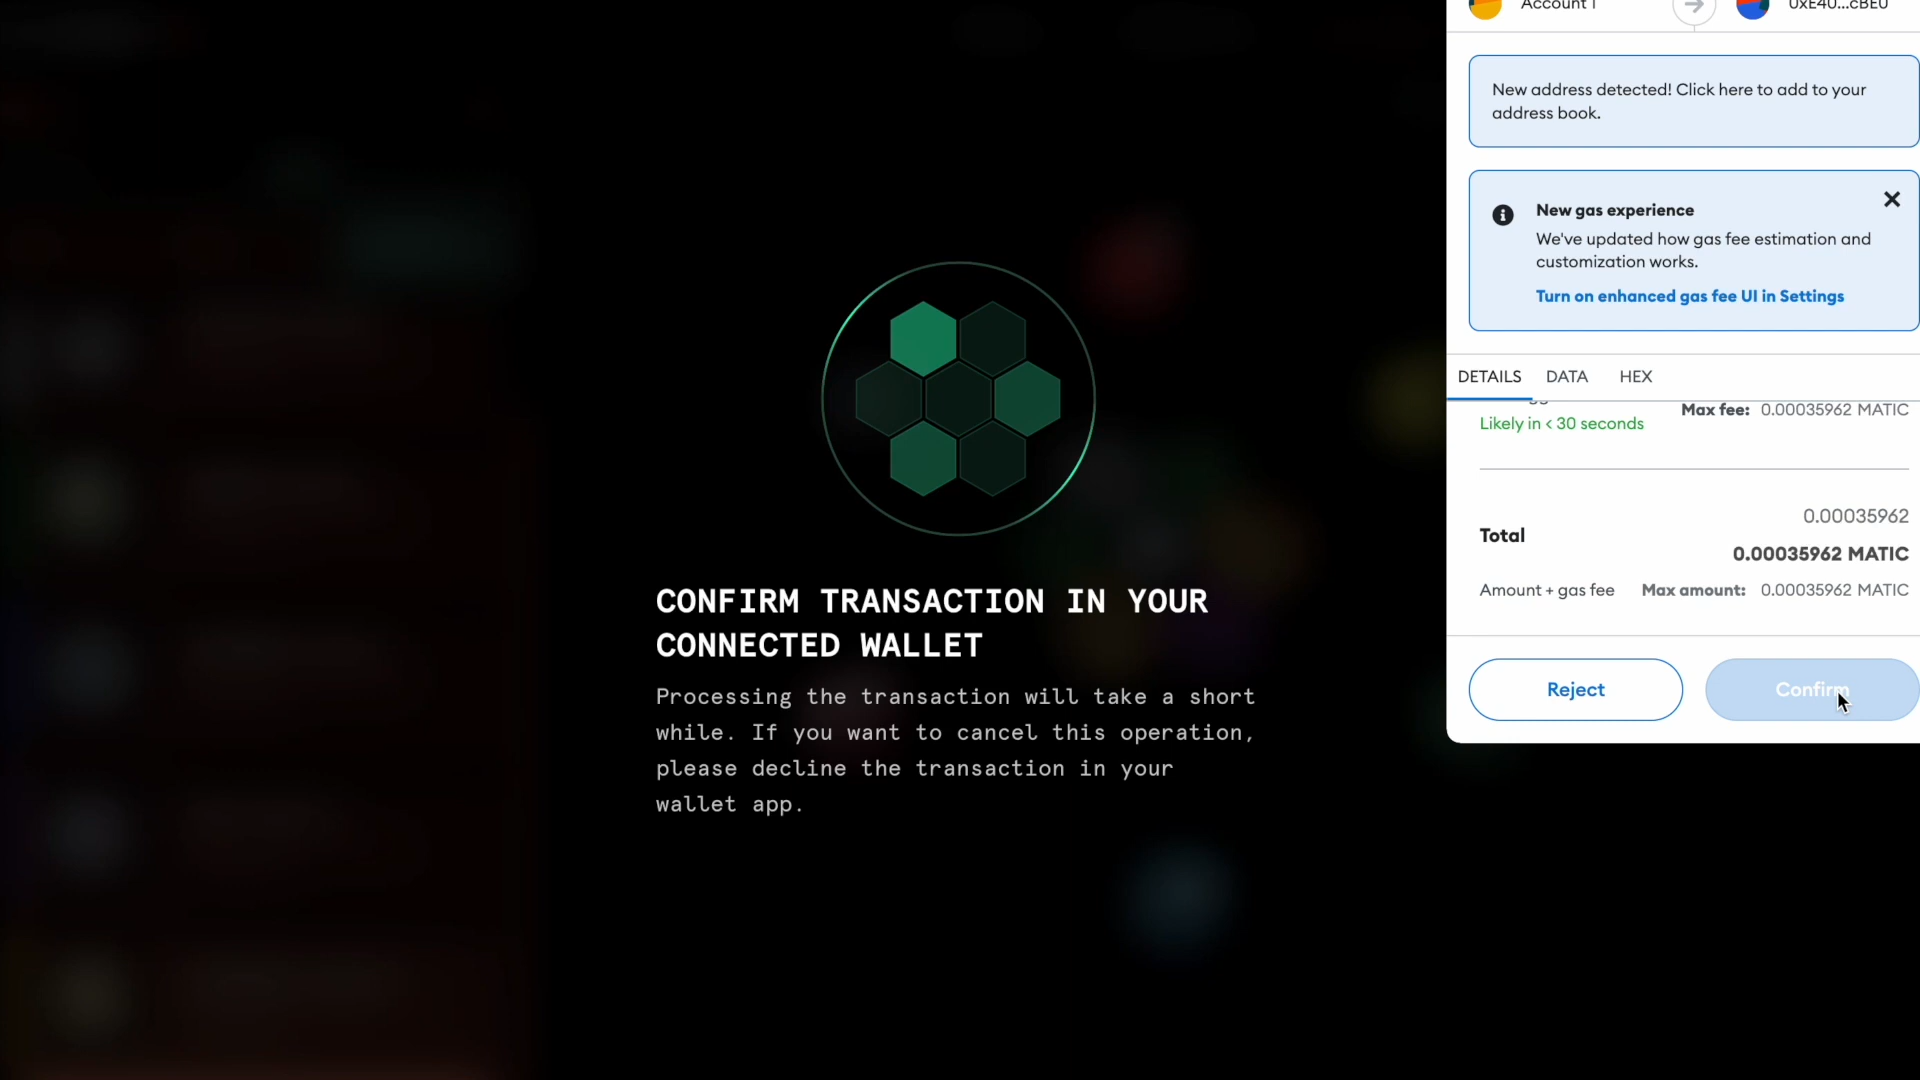 Account 1
New address detected! Click here to add to your
address book.
New gas experience
We've updated how gas fee estimation and
customization works.
Turn on enhanced gas fee UI in Settings
DETAILS DATA HEX
Likely in < 30 seconds
Max fee: 0.00035962 MATIC
0.00035962
Total
0.00035962 MATIC
Amount + gas fee Max amount: 0.00035962 MATIC
Reject Confirm
CONFIRM TRANSACTION IN YOUR
CONNECTED WALLET
Processing the transaction will take a short
while. If you want to cancel this operation,
please decline the transaction in your
wallet app.